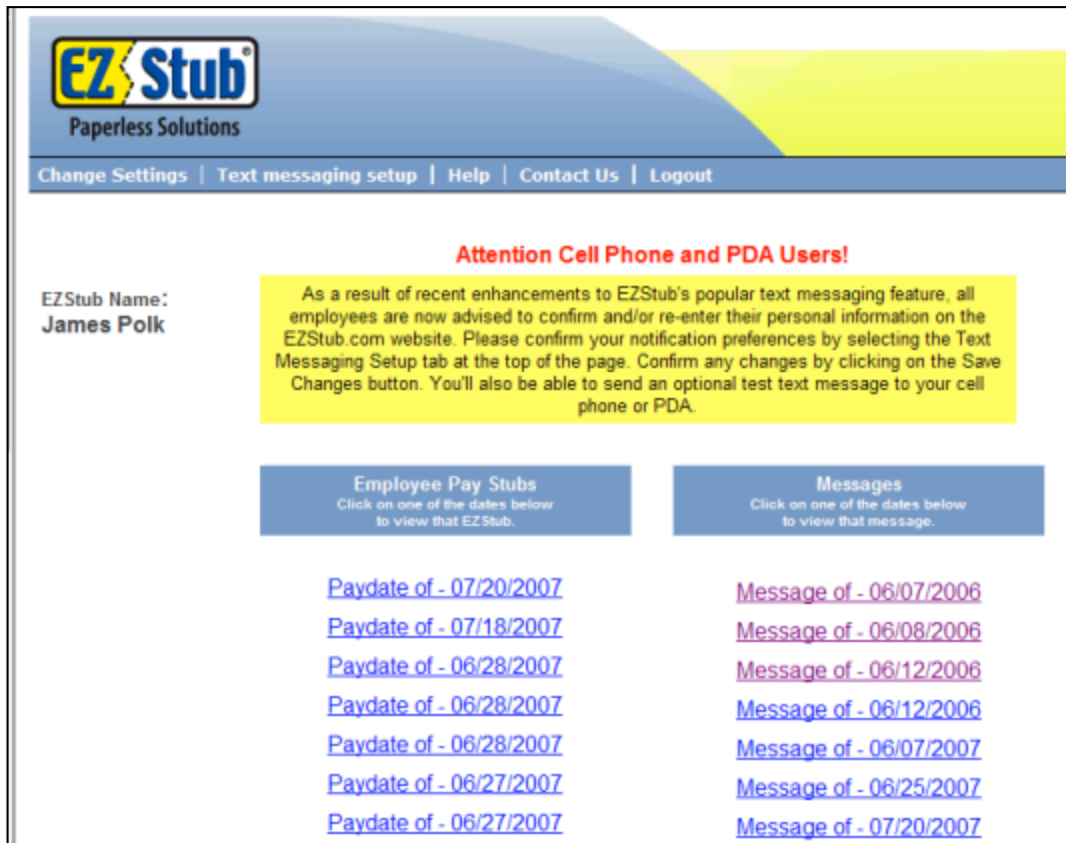 EZ Stub®
Paperless Solutions
Change Settings | Text messaging setup | Help | Contact Us | Logout
Attention Cell Phone and PDA Users!
EZStub Name:
James Polk
As a result of recent enhancements to EZStub's popular text messaging feature, all
employees are now advised to confirm and/or re-enter their personal information on the
EZStub.com website. Please confirm your notification preferences by selecting the Text
Messaging Setup tab at the top of the page. Confirm any changes by clicking on the Save
Changes button. You'll also be able to send an optional test text message to your cell
phone or PDA.
Employee Pay Stubs
Click on one of the dates below
to view that EZStub.
Paydate of - 07/20/2007
Paydate of - 07/18/2007
Paydate of - 06/28/2007
Paydate of - 06/28/2007
Paydate of - 06/28/2007
Paydate of - 06/27/2007
Paydate of - 06/27/2007
Messages
Click on one of the dates below
to view that message.
Message of - 06/07/2006
Message of - 06/08/2006
Message of - 06/12/2006
Message of - 06/12/2006
Message of - 06/07/2007
Message of - 06/25/2007
Message of - 07/20/2007